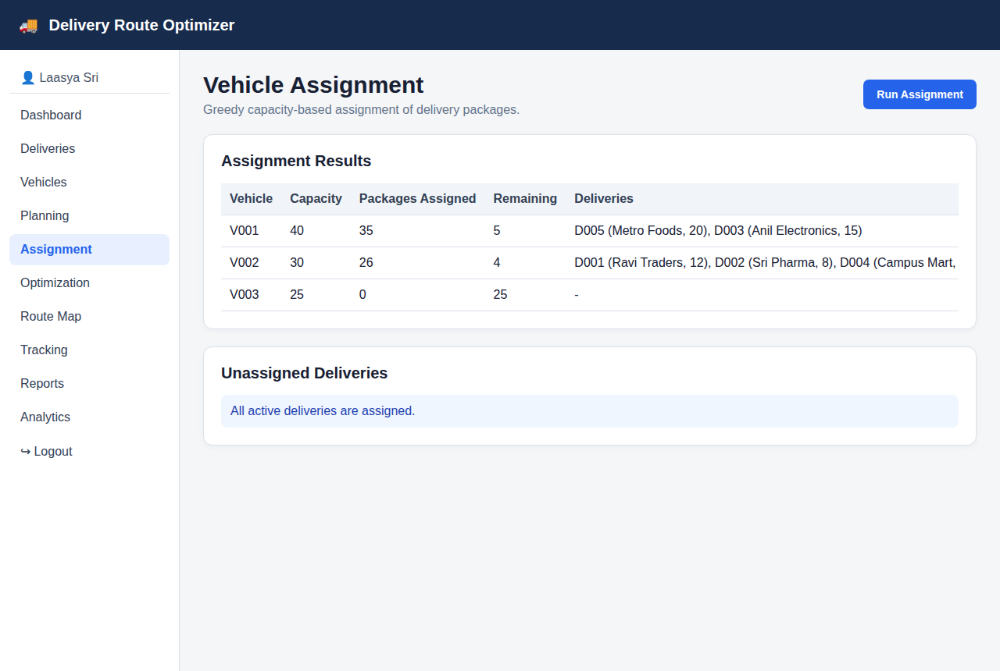 🚚 Delivery Route Optimizer
👤 Laasya Sri
Dashboard
Deliveries
Vehicles
Planning
Assignment
Optimization
Route Map
Tracking
Reports
Analytics
↪ Logout
Vehicle Assignment
Greedy capacity-based assignment of delivery packages.
Run Assignment
Assignment Results
Vehicle Capacity Packages Assigned Remaining Deliveries
V001 40 35 5 D005 (Metro Foods, 20), D003 (Anil Electronics, 15)
V002 30 26 4 D001 (Ravi Traders, 12), D002 (Sri Pharma, 8), D004 (Campus Mart,
V003 25 0 25 -
Unassigned Deliveries
All active deliveries are assigned.